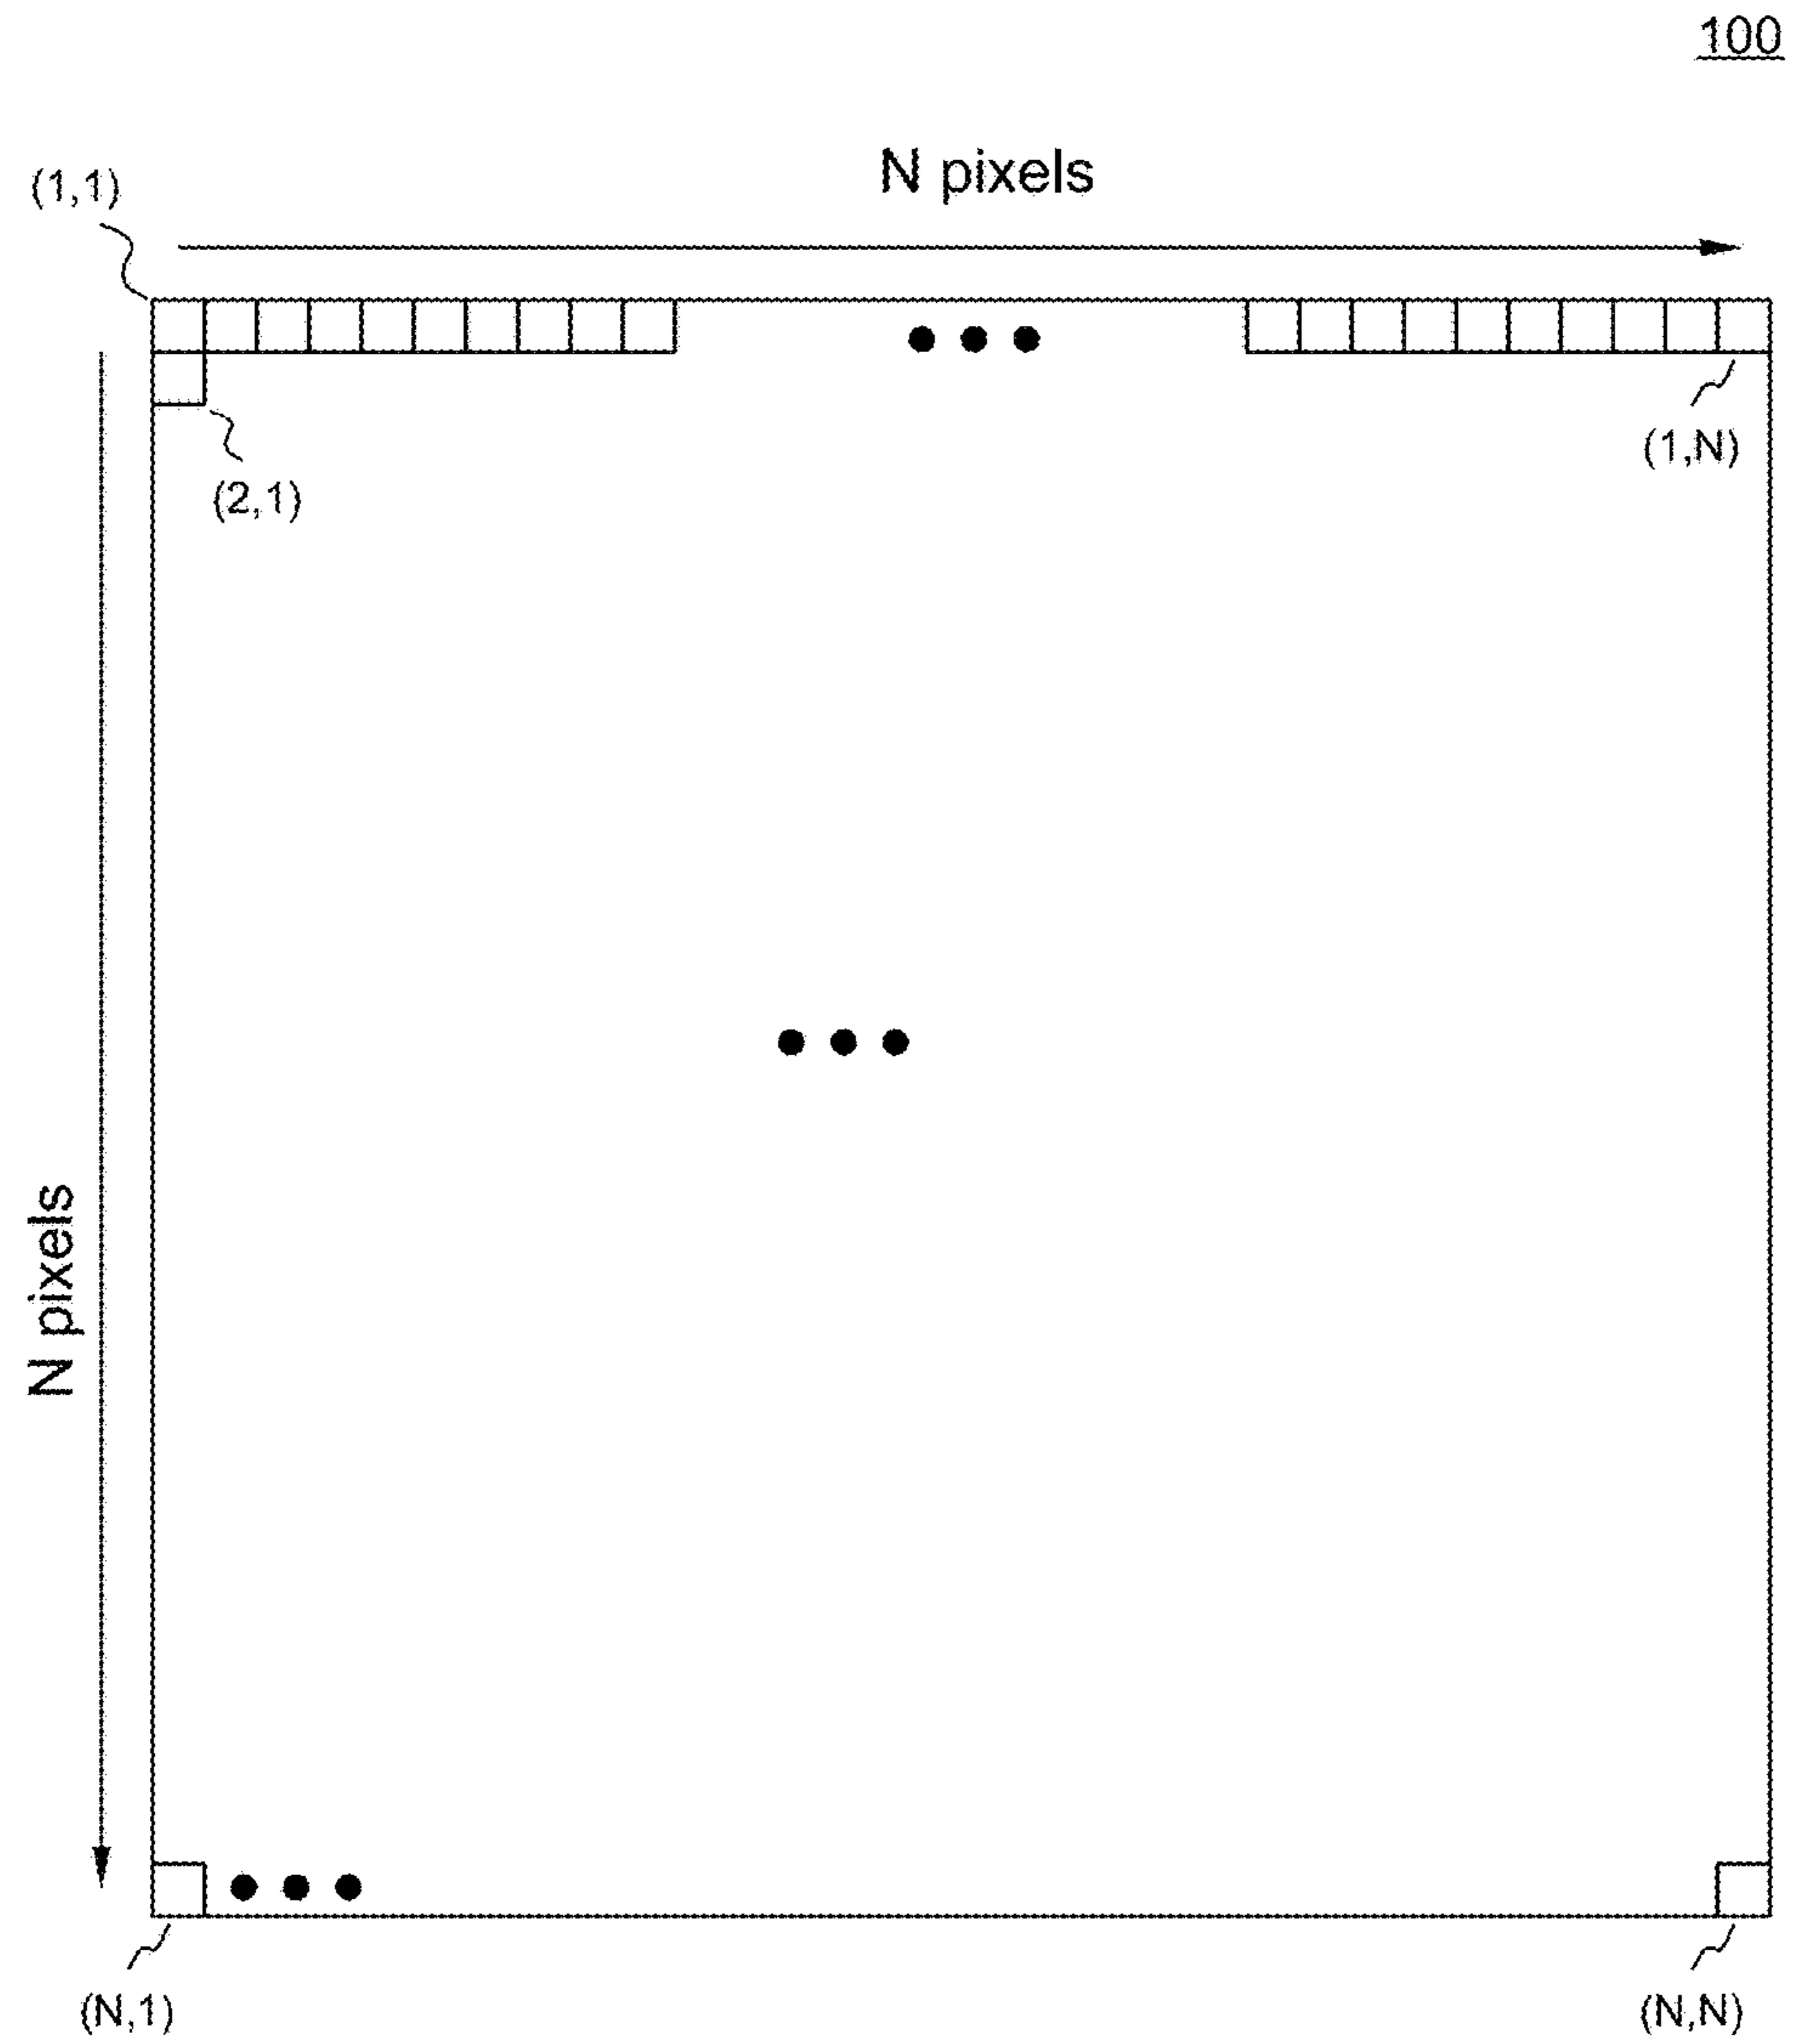 100
N pixels
(1,1)
(1,N)
(2,1)
N pixels
(N,1)
(N,N)